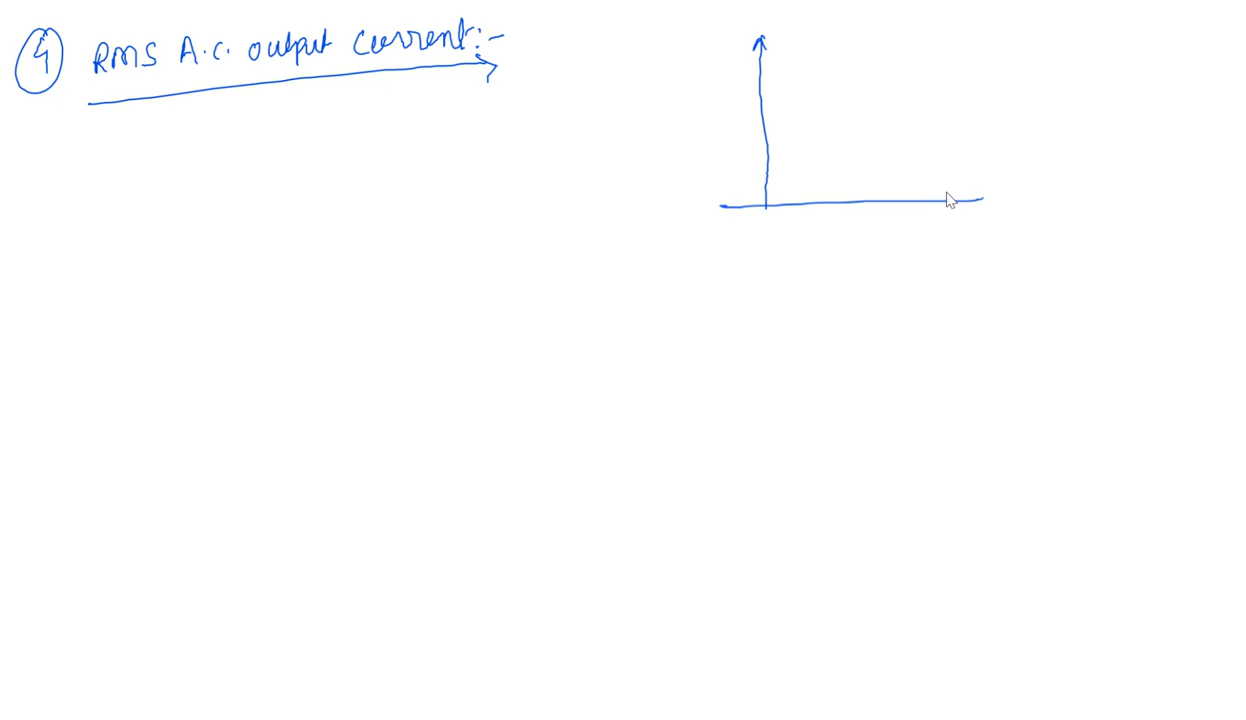 ④ RMS A.C. output Current:-